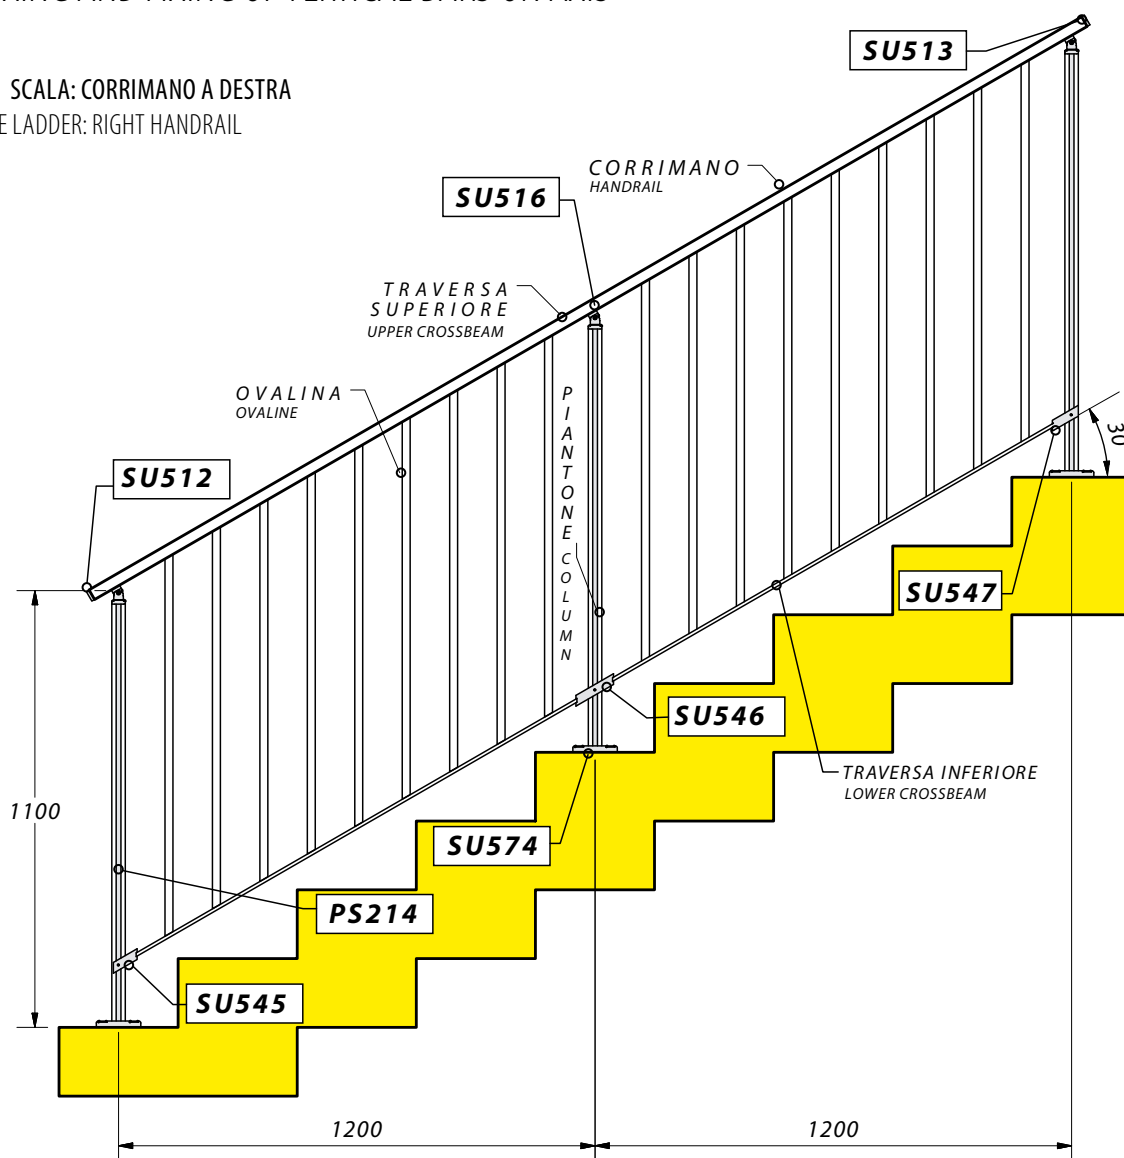 SCALA: CORRIMANO A DESTRA
LADDER: RIGHT HANDRAIL
SU513
CORRIMANO
HANDRAIL
SU516
TRAVERSA
SUPERIORE
UPPER CROSSBEAM
OVALINA
OVALINE
PIANTONE COLUMN
30
SU512
SU547
SU546
TRAVERSA INFERIORE
LOWER CROSSBEAM
1100
SU574
PS214
SU545
1200
1200